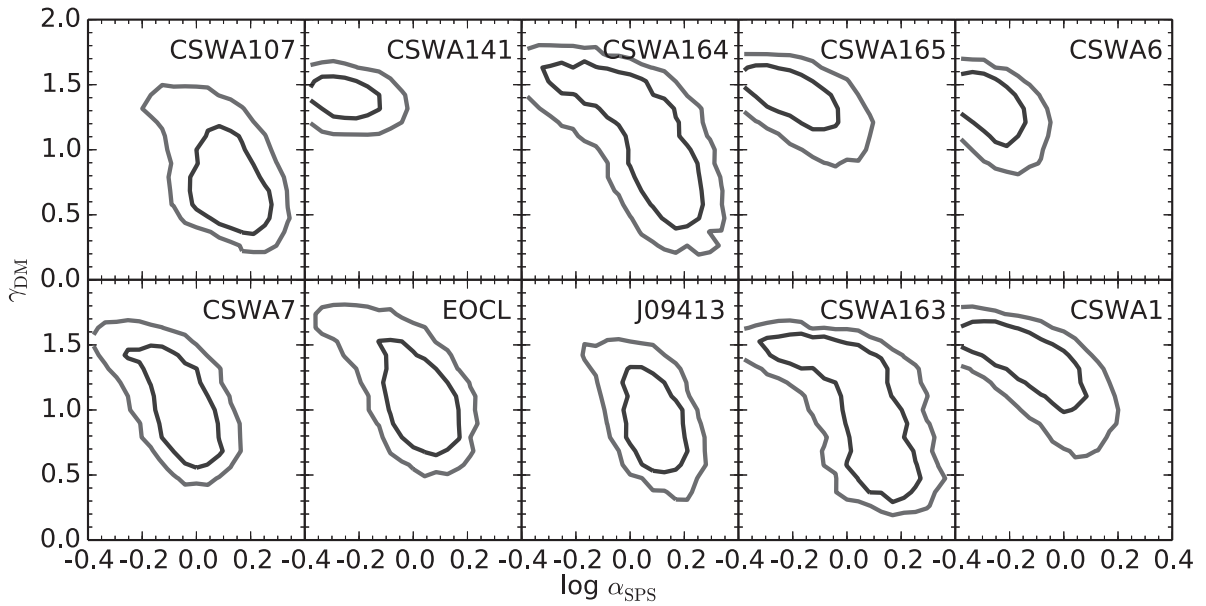 2.0 CSWA107 CSWA141 CSWA164 CSWA165 CSWA6
1.5
1.0
0.5
0.0
γDM
CSWA7 EOCL J09413 CSWA163 CSWA1
1.5
1.0
0.5
0.0
-0.4 -0.2 0.0 0.2 -0.4 -0.2 0.0 0.2 -0.4 -0.2 0.0 0.2 -0.4 -0.2 0.0 0.2 -0.4 -0.2 0.0 0.2 0.4
log αSPS